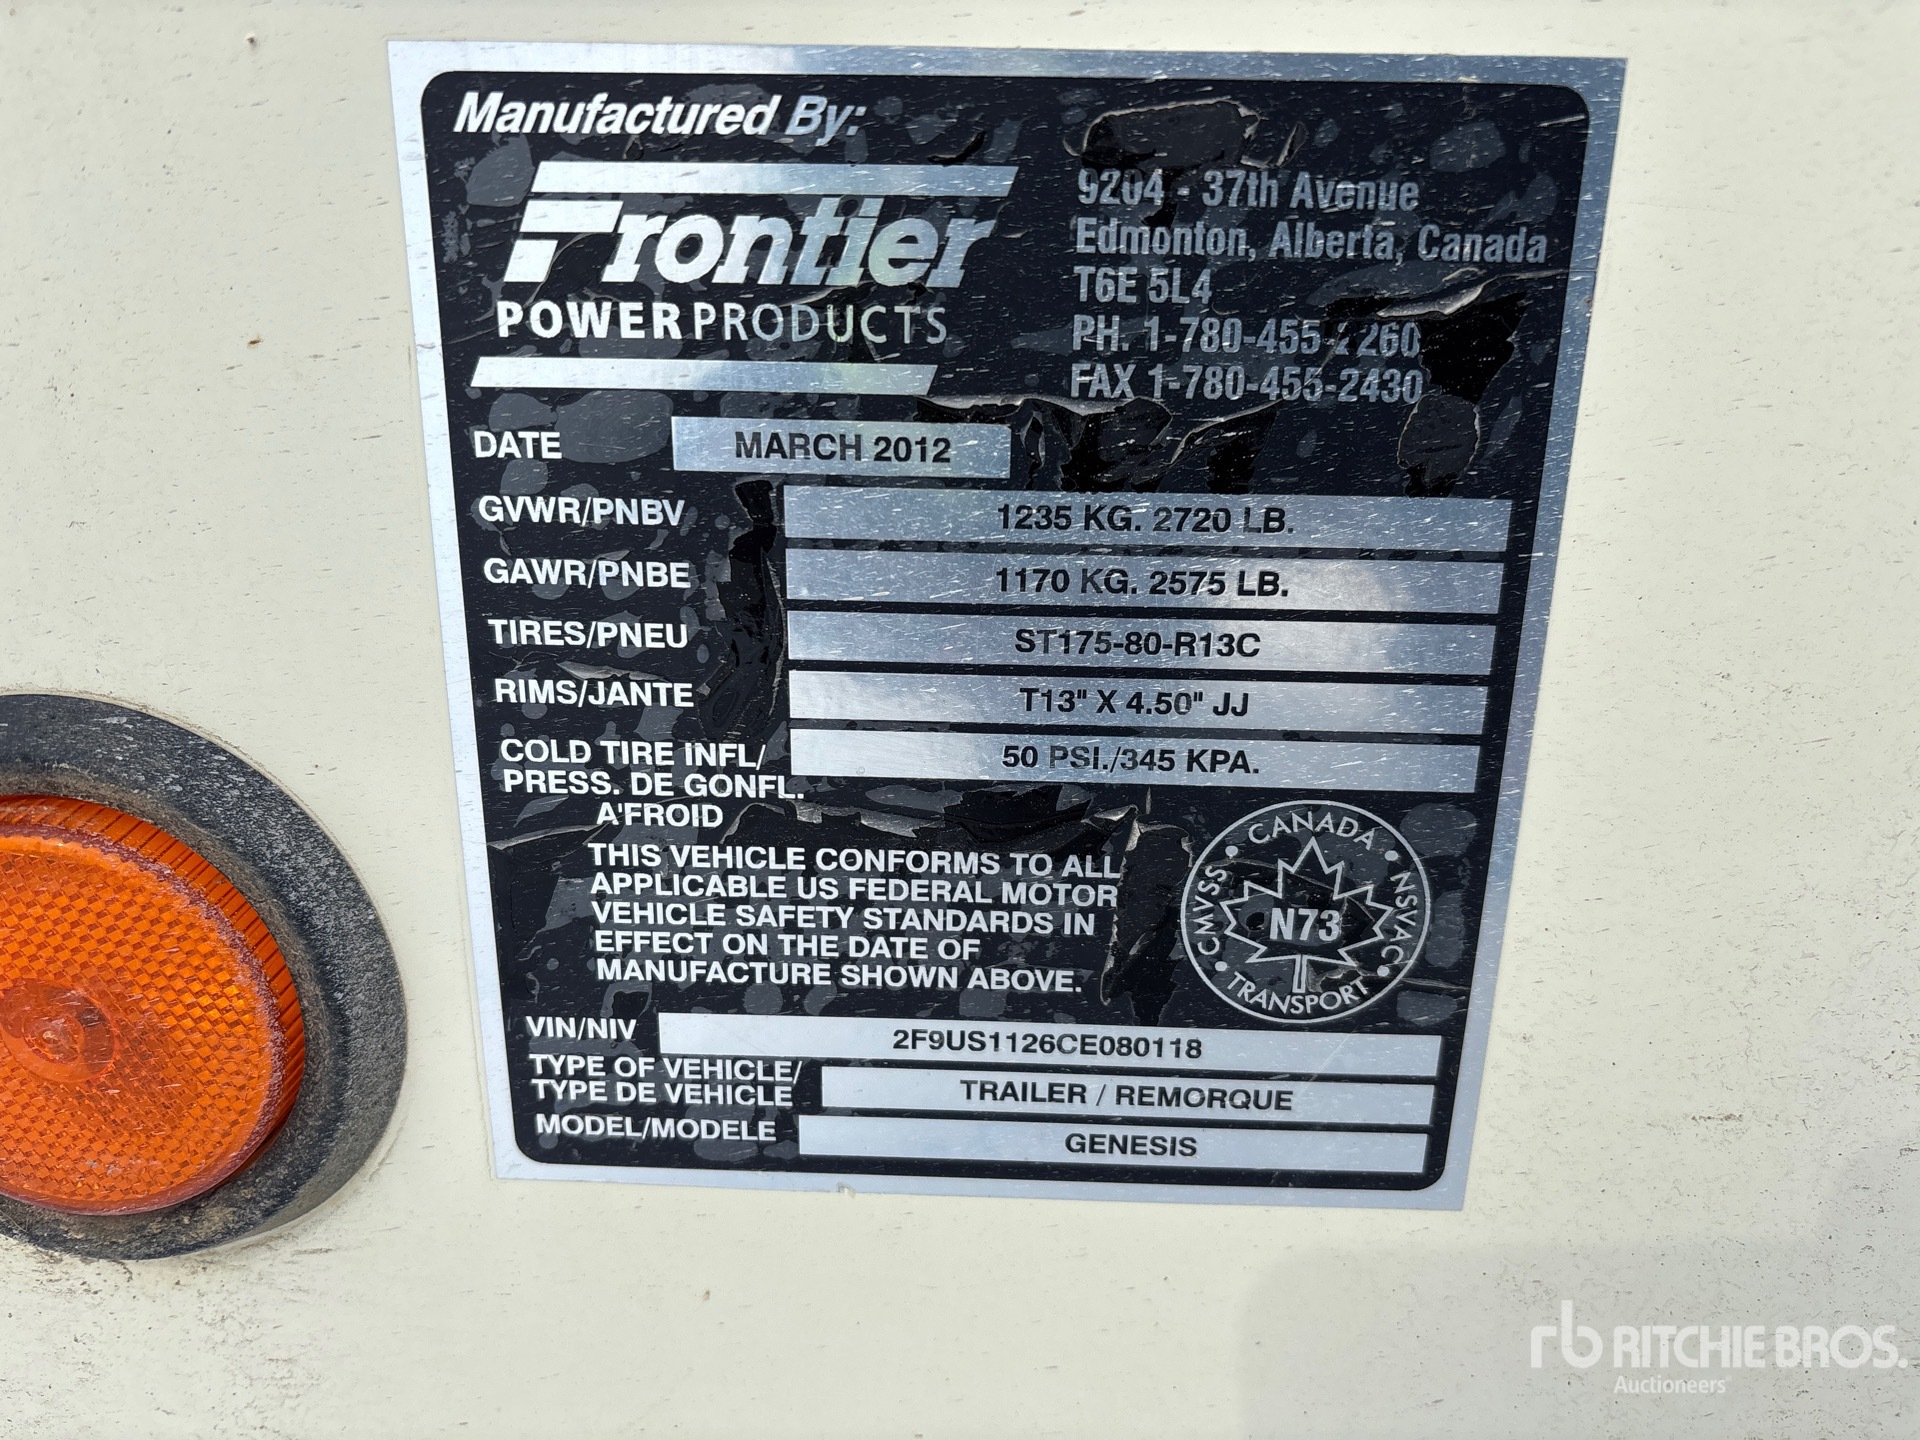 Manufactured By:
Frontier
POWER PRODUCTS
9204 - 37th Avenue
Edmonton, Alberta, Canada
T6E 5L4
PH. 1-780-455-2260
FAX 1-780-455-2430
DATE MARCH 2012
GVWR/PNBV 1235 KG. 2720 LB.
GAWR/PNBE 1170 KG. 2575 LB.
TIRES/PNEU ST175-80-R13C
RIMS/JANTE T13" X 4.50" JJ
COLD TIRE INFL/ 50 PSI./345 KPA.
PRESS. DE GONFL.
A'FROID
THIS VEHICLE CONFORMS TO ALL
APPLICABLE US FEDERAL MOTOR
VEHICLE SAFETY STANDARDS IN
EFFECT ON THE DATE OF
MANUFACTURE SHOWN ABOVE.
CANADA • NSVAC • TRANSPORT • CMVSS •
N73
VIN/NIV 2F9US1126CE080118
TYPE OF VEHICLE/ TRAILER / REMORQUE
TYPE DE VEHICLE
MODEL/MODELE GENESIS
rb RITCHIE BROS.
Auctioneers